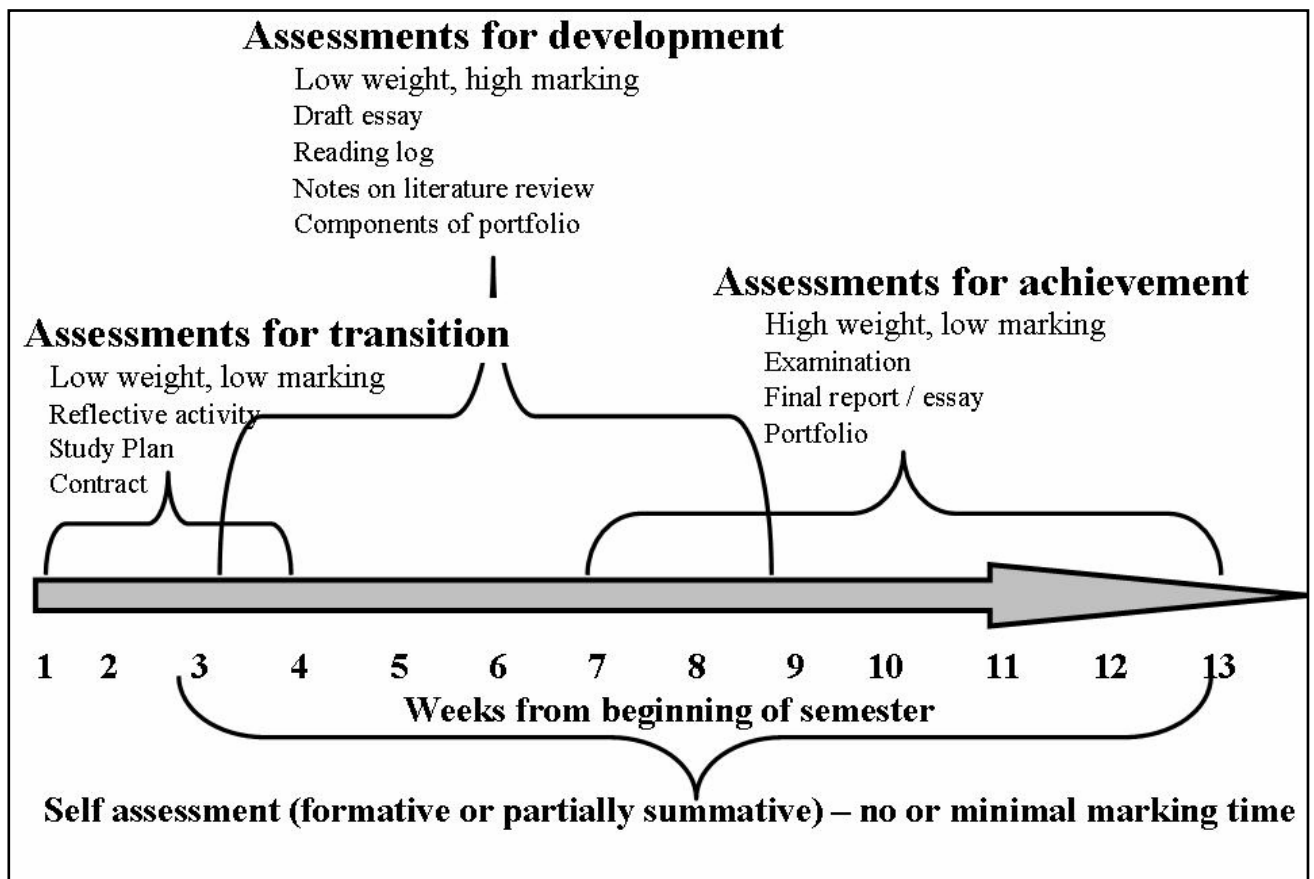 Assessments for development
Low weight, high marking
Draft essay
Reading log
Notes on literature review
Components of portfolio
Assessments for achievement
High weight, low marking
Examination
Final report / essay
Portfolio
Assessments for transition
Low weight, low marking
Reflective activity
Study Plan
Contract
1 2 3 4 5 6 7 8 9 10 11 12 13
Weeks from beginning of semester
Self assessment (formative or partially summative) – no or minimal marking time